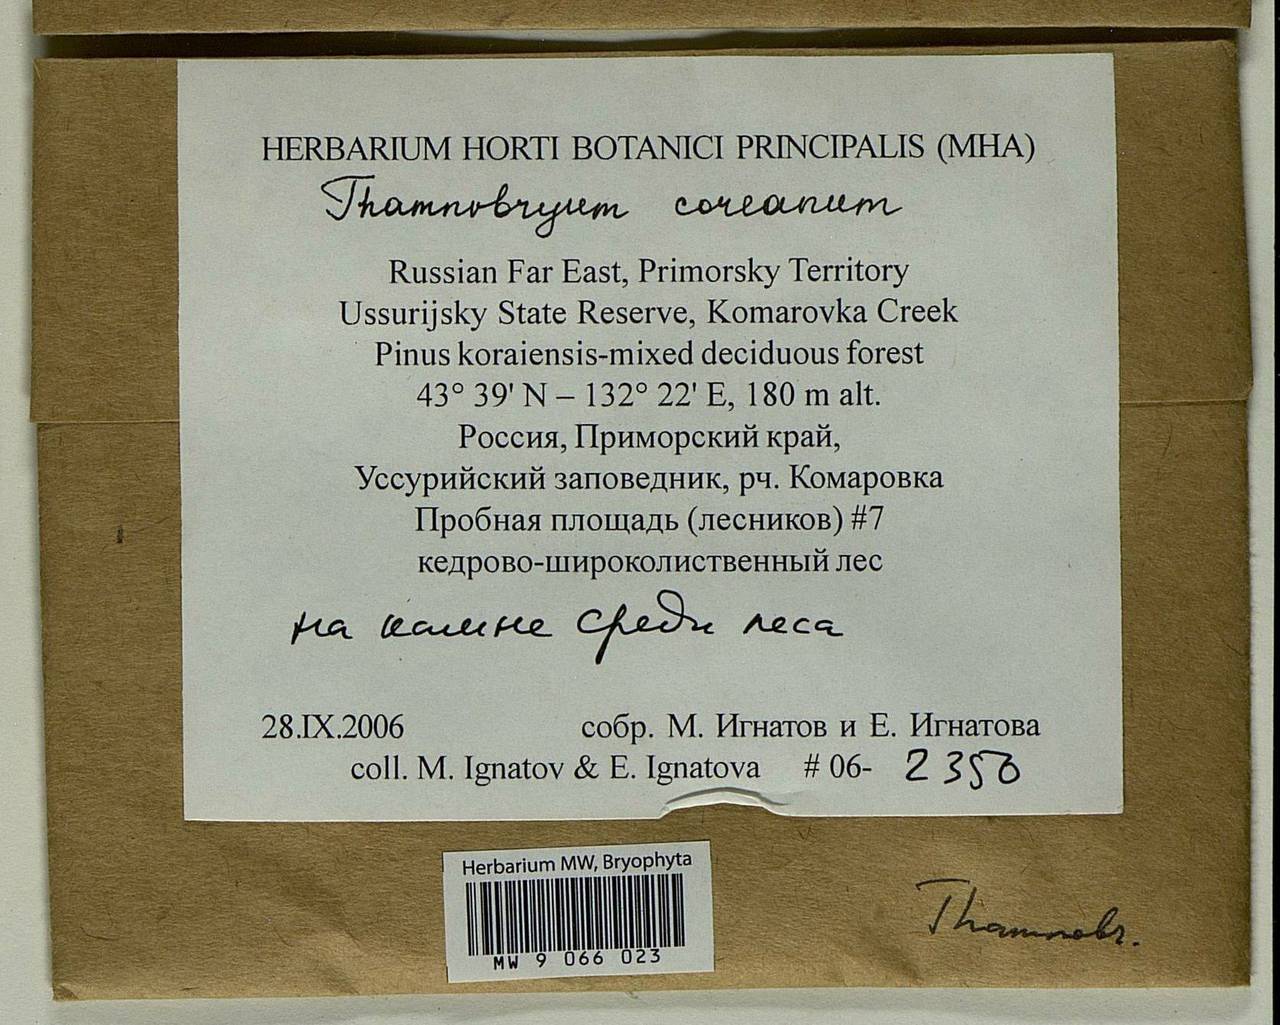 HERBARIUM HORTI BOTANICI PRINCIPALIS (MHA)
Thamnobryum coreanum
Russian Far East, Primorsky Territory
Ussurijsky State Reserve, Komarovka Creek
Pinus koraiensis-mixed deciduous forest
43° 39' N – 132° 22' E, 180 m alt.
Россия, Приморский край,
Уссурийский заповедник, рч. Комаровка
Пробная площадь (лесников) #7
кедрово-широколиственный лес
на камне среди леса
28.IX.2006 собр. М. Игнатов и Е. Игнатова
coll. M. Ignatov & E. Ignatova # 06- 2350
Herbarium MW, Bryophyta
MW 9 066 023
Thamnobr.